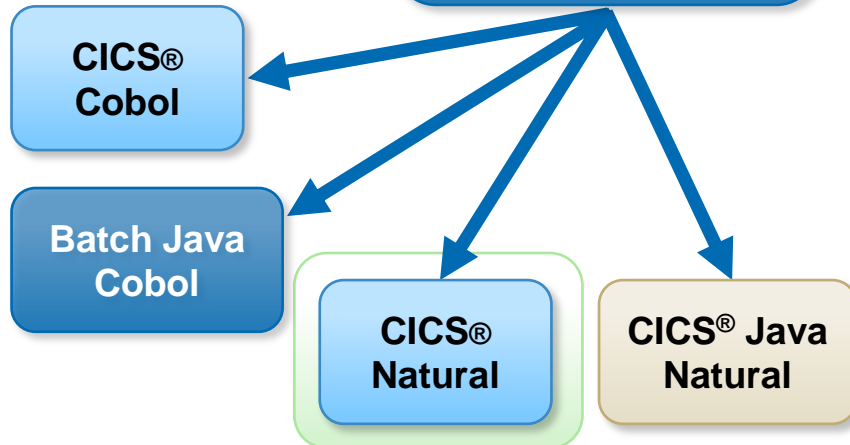 CICS®
Cobol
Batch Java
Cobol
CICS®
Natural
CICS® Java
Natural